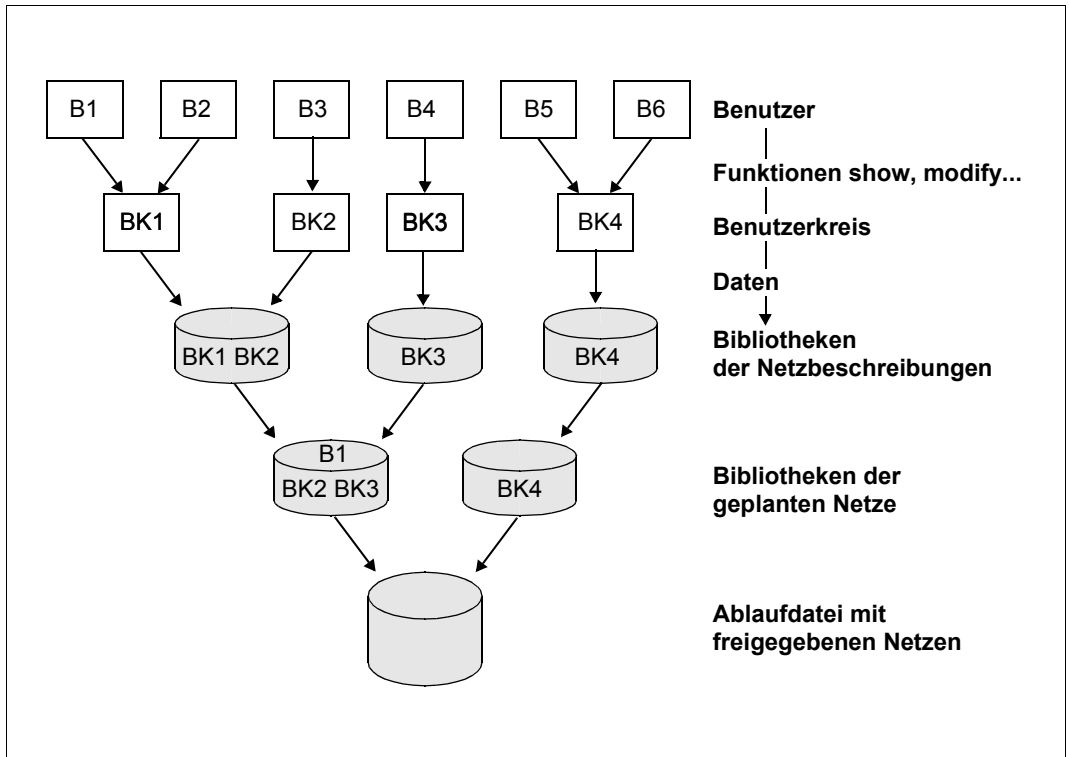 B1 B2 B3 B4 B5 B6 Benutzer
Funktionen show, modify...
BK1 BK2 BK3 BK4 Benutzerkreis
Daten
BK1 BK2 BK3 BK4 Bibliotheken
der Netzbeschreibungen
B1
BK2 BK3 BK4 Bibliotheken der
geplanten Netze
Ablaufdatei mit
freigegebenen Netzen